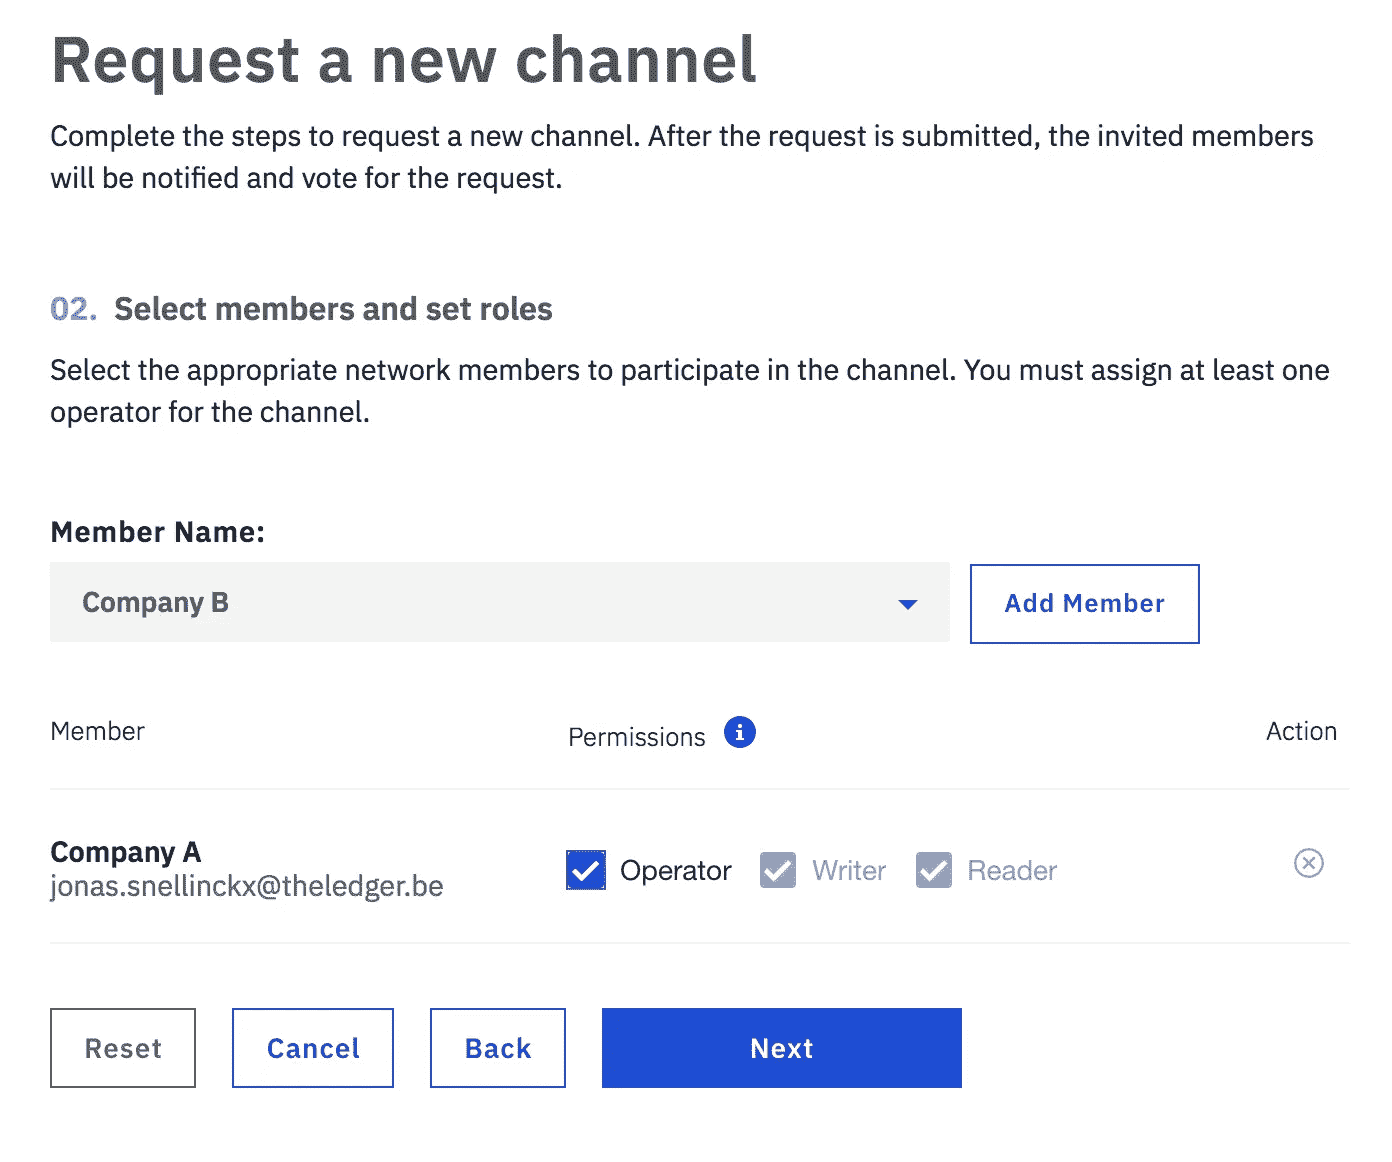 Request a new channel
Complete the steps to request a new channel. After the request is submitted, the invited members
will be notified and vote for the request.
02. Select members and set roles
Select the appropriate network members to participate in the channel. You must assign at least one
operator for the channel.
Member Name:
Company B
Add Member
Member Permissions i Action
Company A
jonas.snellinckx@theledger.be
Operator Writer Reader
Reset Cancel Back Next